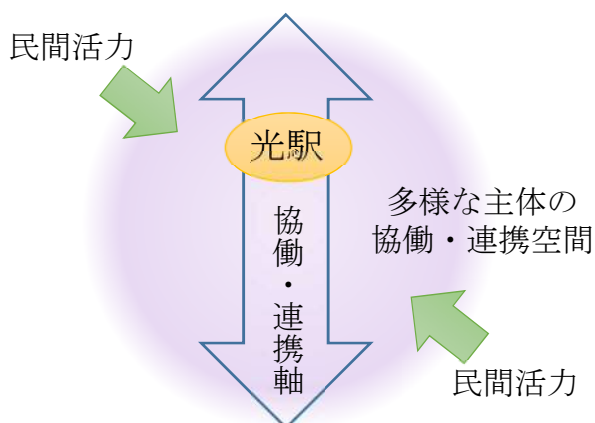 民間活力
光駅
多様な主体の
協働・連携空間
協働・連携軸
民間活力